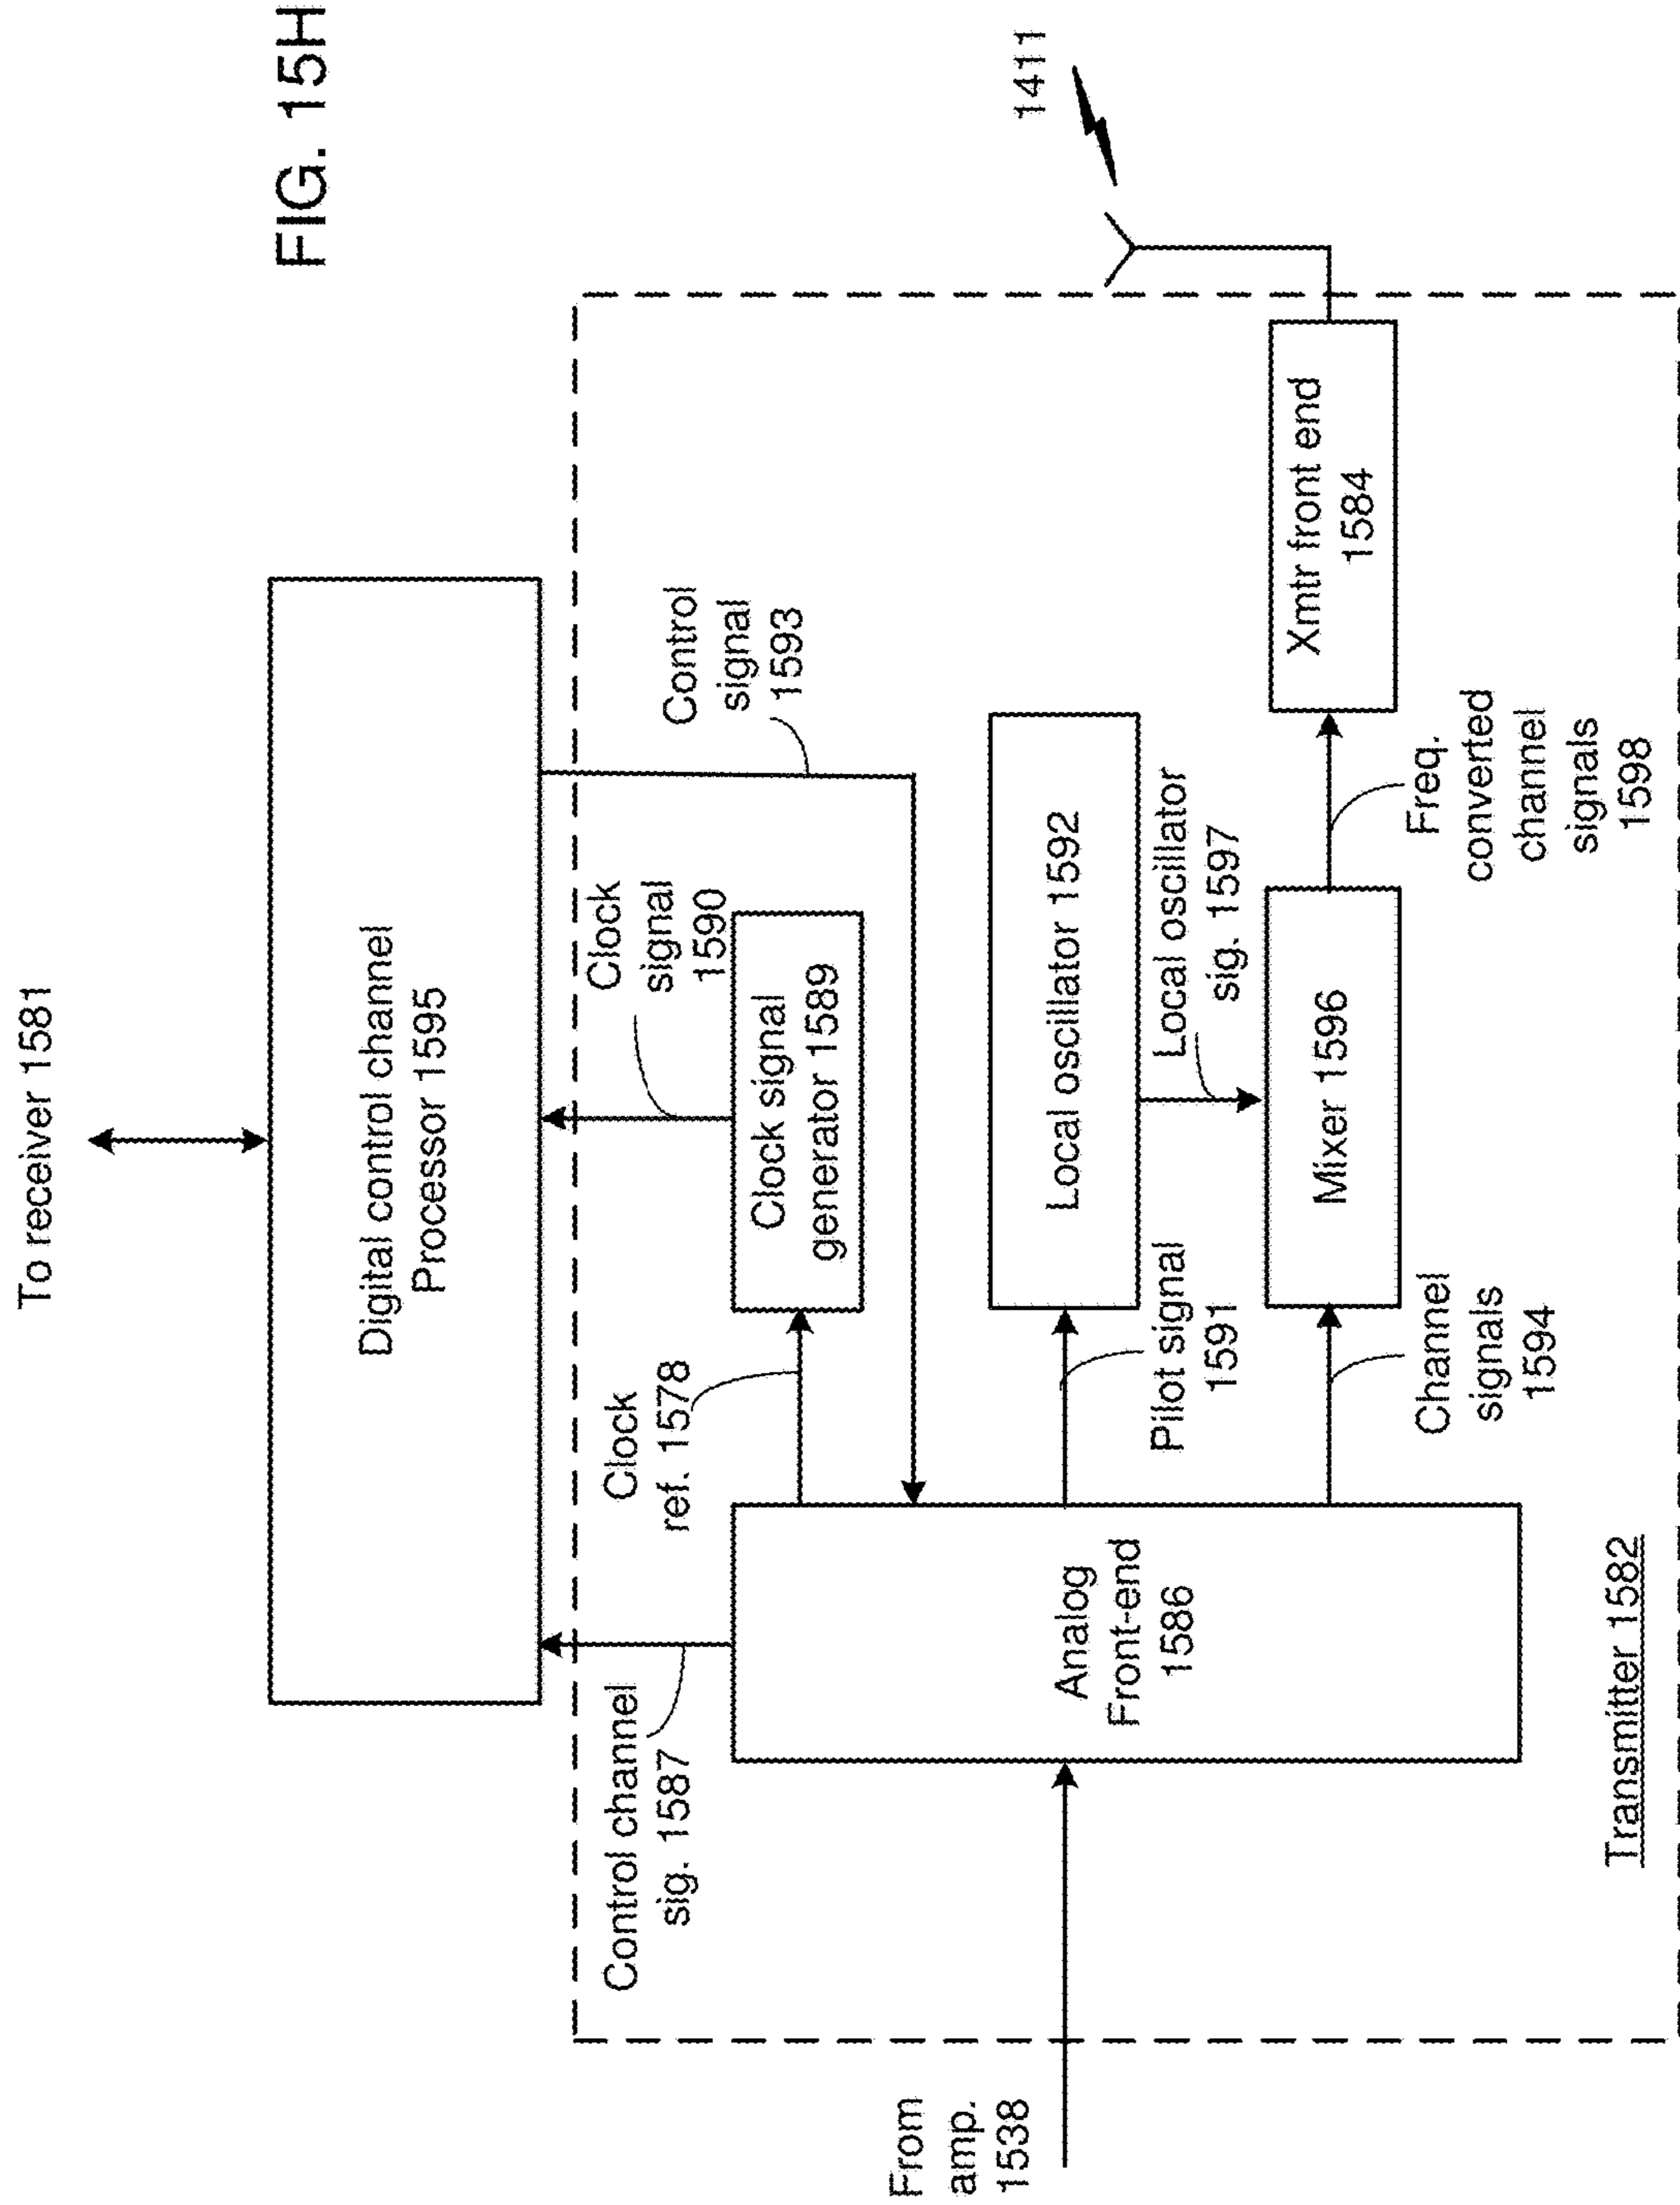 FIG. 15H
To receiver 1581
Digital control channel
Processor 1595
Control channel
sig. 1587
Clock
ref. 1578
Clock
signal
1590
Control
signal
1593
Clock signal
generator 1589
From
amp.
1538
Analog
Front-end
1586
Pilot signal
1591
Local oscillator 1592
Local oscillator
sig. 1597
Channel
signals
1594
Mixer 1596
Freq.
converted
channel
signals
1598
Xmtr front end
1584
1411
Transmitter 1582